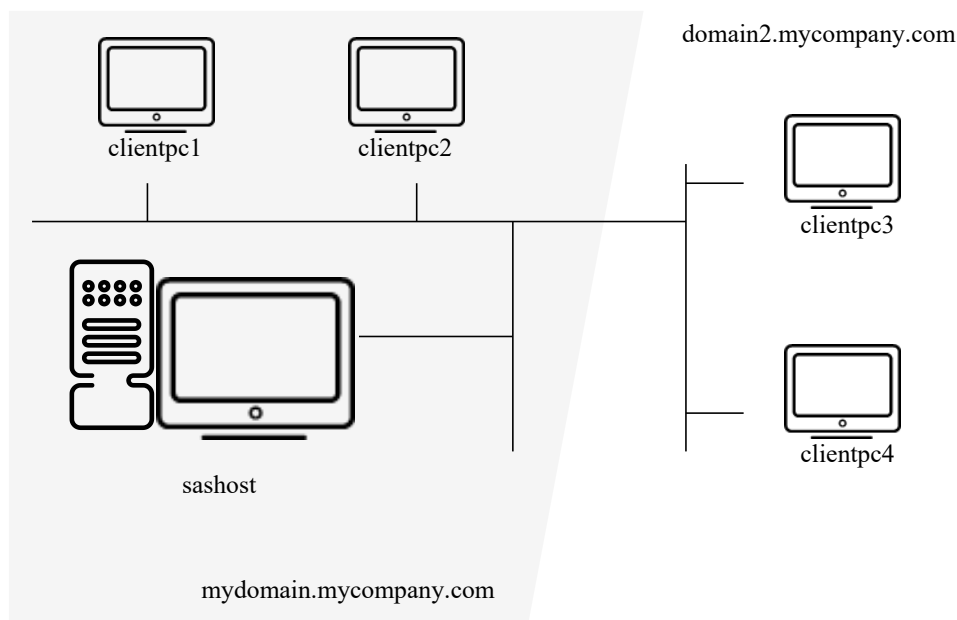 domain2.mycompany.com
clientpc1
clientpc2
clientpc3
clientpc4
sashost
mydomain.mycompany.com